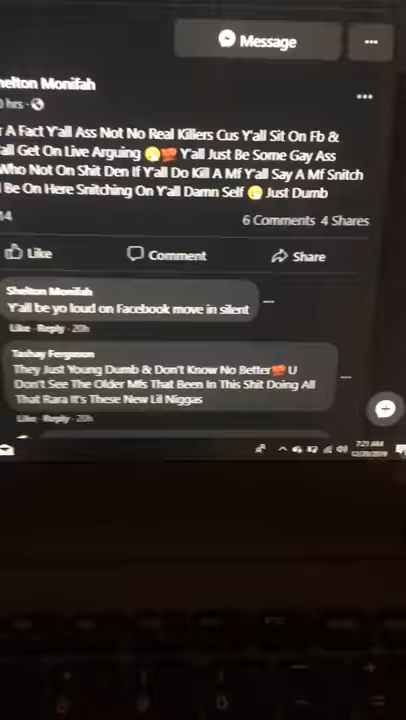 Message
helton Monifah
hrs
A Fact Y'all Ass Not No Real Killers Cus Y'all Sit On Fb &
all Get On Live Arguing 🤧💯 Y'all Just Be Some Gay Ass
Who Not On Shit Den If Y'all Do Kill A Mf Y'all Say A Mf Snitch
Be On Here Snitching On Y'all Damn Self 🤧 Just Dumb
14
6 Comments 4 Shares
Like Comment Share
Shelton Monifah
Y'all be yo loud on Facebook move in silent
Like · Reply · 20h
Tashay Ferguson
They Just Young Dumb & Don't Know No Better💯 U
Don't See The Older Mfs That Been In This Shit Doing All
That Rara It's These New Lil Niggas
Like Reply · 20h
7:21 AM
12/20/2019